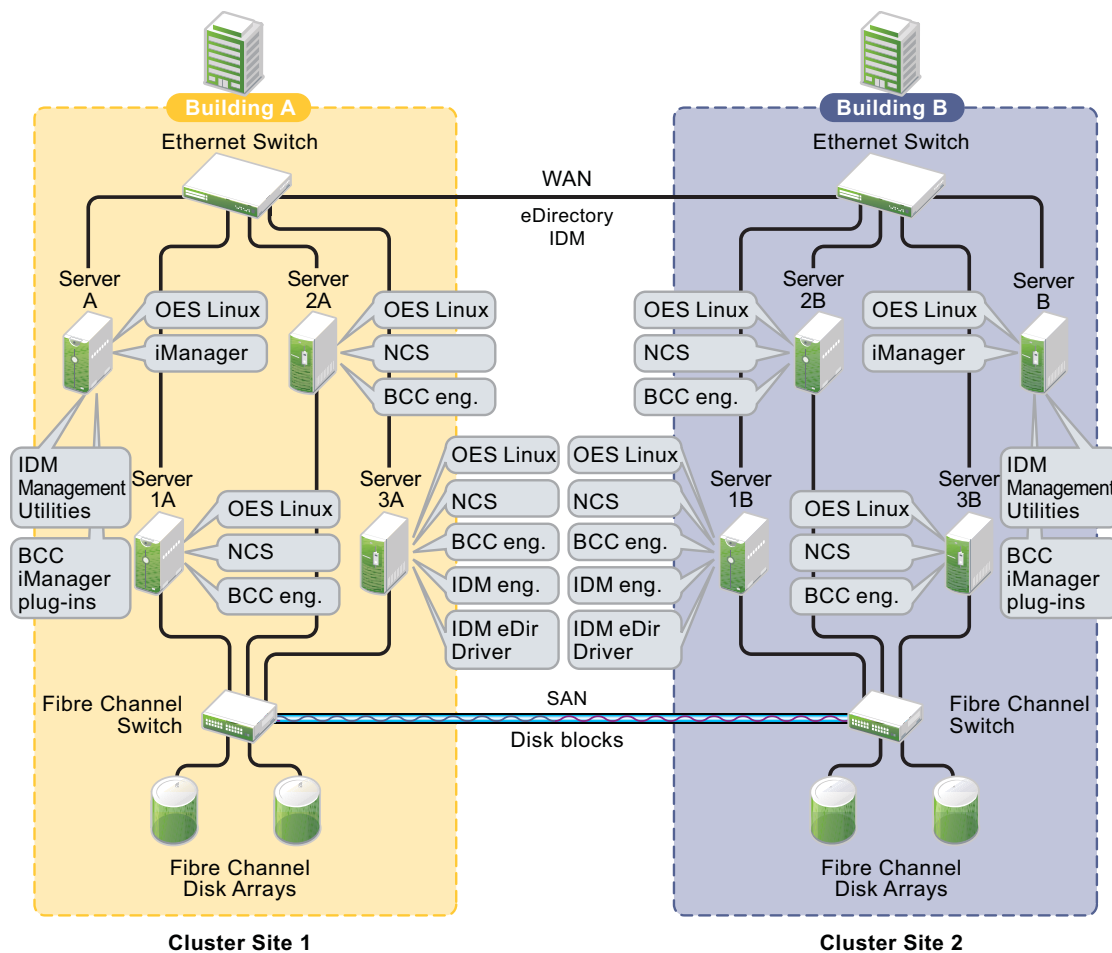 Building A
Building B
Ethernet Switch
Ethernet Switch
WAN
eDirectory
IDM
Server
A
Server
2A
Server
2B
Server
B
OES Linux
iManager
OES Linux
NCS
BCC eng.
OES Linux
NCS
BCC eng.
OES Linux
iManager
IDM
Management
Utilities
BCC
iManager
plug-ins
Server
1A
OES Linux
NCS
BCC eng.
Server
3A
OES Linux
NCS
BCC eng.
IDM eng.
IDM eDir
Driver
OES Linux
NCS
BCC eng.
IDM eng.
IDM eDir
Driver
Server
1B
OES Linux
NCS
BCC eng.
Server
3B
IDM
Management
Utilities
BCC
iManager
plug-ins
Fibre Channel
Switch
SAN
Disk blocks
Fibre Channel
Switch
Fibre Channel
Disk Arrays
Fibre Channel
Disk Arrays
Cluster Site 1
Cluster Site 2